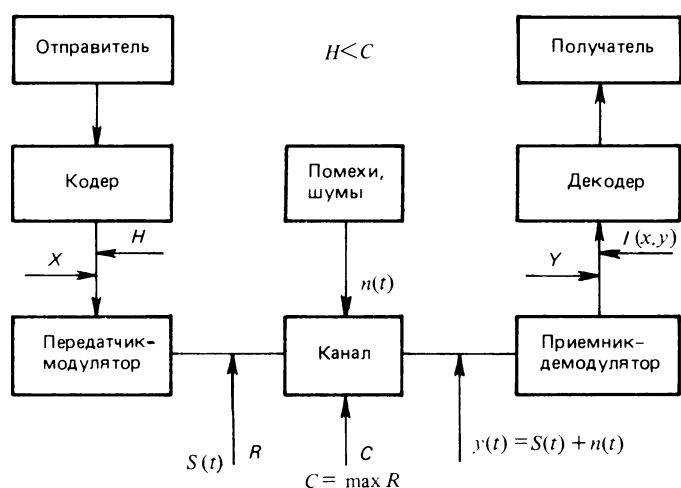 Отправитель
H<C
Получатель
Кодер
Помехи,
шумы
Декодер
H
X
I(x,y)
Y
n(t)
Передатчик-
модулятор
Канал
Приемник-
демодулятор
S(t)
R
C
C = max R
y(t) = S(t) + n(t)